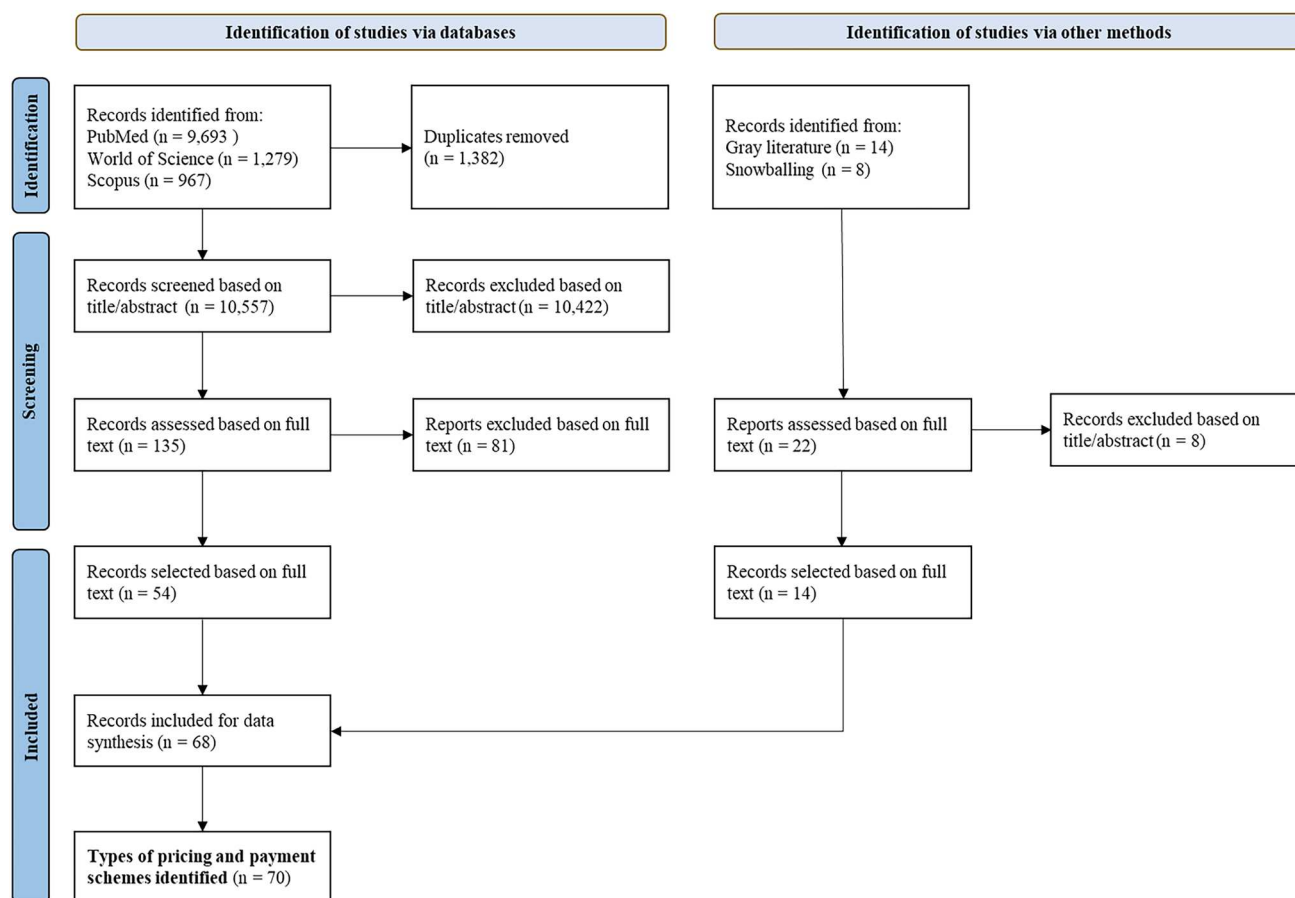 Identification of studies via databases
Identification of studies via other methods
Identification
Records identified from:
PubMed (n = 9,693 )
World of Science (n = 1,279)
Scopus (n = 967)
Duplicates removed
(n = 1,382)
Records identified from:
Gray literature (n = 14)
Snowballing (n = 8)
Screening
Records screened based on
title/abstract (n = 10,557)
Records excluded based on
title/abstract (n = 10,422)
Records assessed based on full
text (n = 135)
Reports excluded based on full
text (n = 81)
Reports assessed based on full
text (n = 22)
Records excluded based on
title/abstract (n = 8)
Included
Records selected based on full
text (n = 54)
Records selected based on full
text (n = 14)
Records included for data
synthesis (n = 68)
Types of pricing and payment
schemes identified (n = 70)